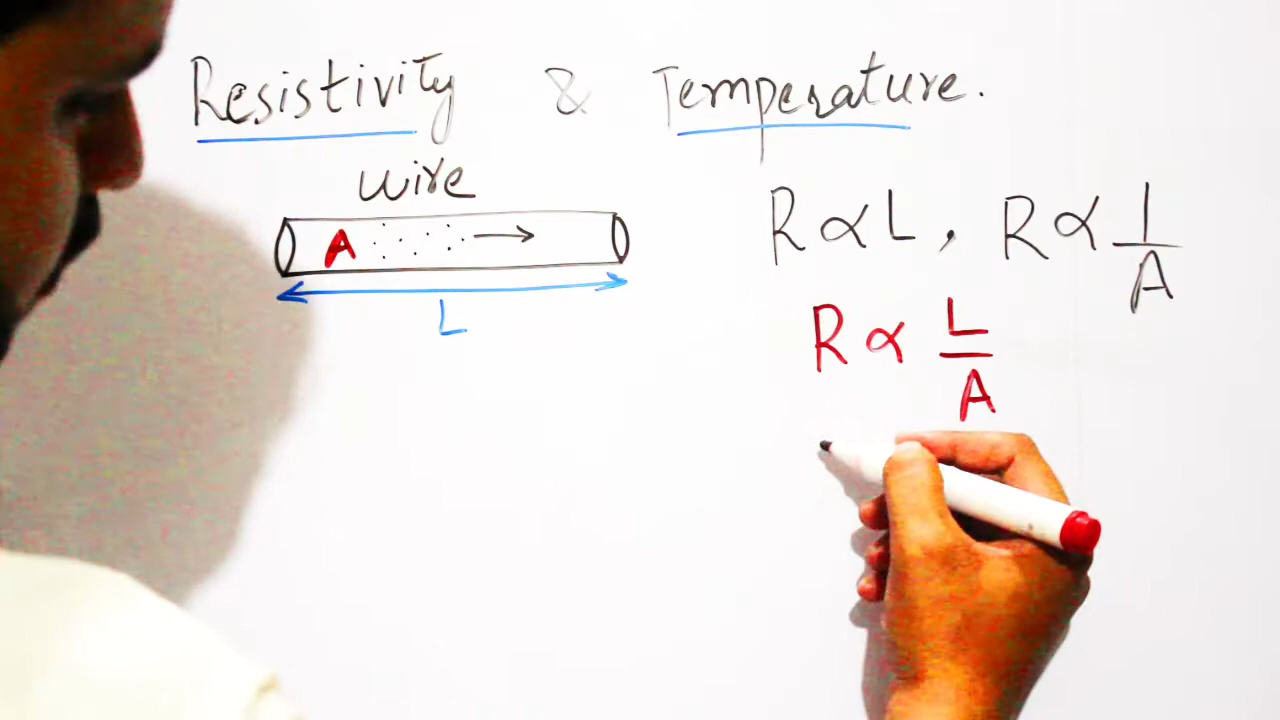 Resistivity & Temperature.
wire
A
L
R ∝ L, R ∝ 1/A
R ∝ L/A